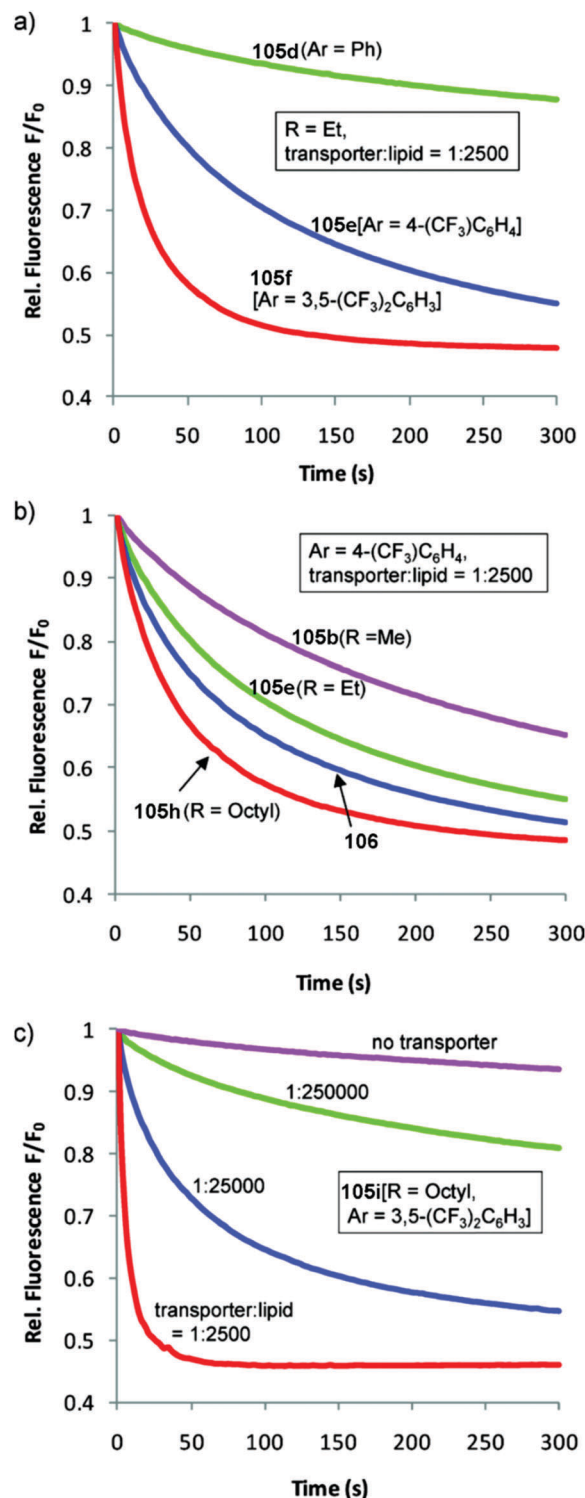 a)
1
0.9
0.8
0.7
0.6
0.5
0.4
Rel. Fluorescence F/F₀
105d (Ar = Ph)
R = Et,
transporter:lipid = 1:2500
105e[Ar = 4-(CF₃)C₆H₄]
105f
[Ar = 3,5-(CF₃)₂C₆H₃]
0 50 100 150 200 250 300
Time (s)
b)
1
0.9
0.8
0.7
0.6
0.5
0.4
Rel. Fluorescence F/F₀
Ar = 4-(CF₃)C₆H₄,
transporter:lipid = 1:2500
105b(R =Me)
105e(R = Et)
105h (R = Octyl)
106
0 50 100 150 200 250 300
Time (s)
c)
1
0.9
0.8
0.7
0.6
0.5
0.4
Rel. Fluorescence F/F₀
no transporter
1:250000
1:25000
105i[R = Octyl,
Ar = 3,5-(CF₃)₂C₆H₃]
transporter:lipid
= 1:2500
0 50 100 150 200 250 300
Time (s)